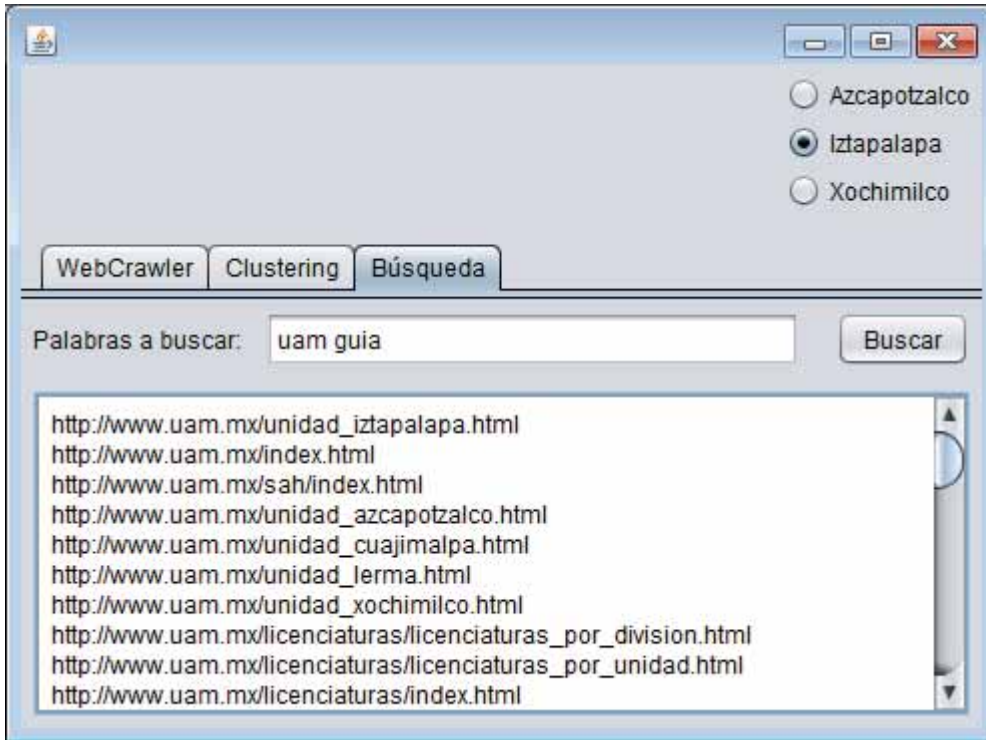 Azcapotzalco
Iztapalapa
Xochimilco
WebCrawler Clustering Búsqueda
Palabras a buscar: uam guia Buscar
http://www.uam.mx/unidad_iztapalapa.html
http://www.uam.mx/index.html
http://www.uam.mx/sah/index.html
http://www.uam.mx/unidad_azcapotzalco.html
http://www.uam.mx/unidad_cuajimalpa.html
http://www.uam.mx/unidad_lerma.html
http://www.uam.mx/unidad_xochimilco.html
http://www.uam.mx/licenciaturas/licenciaturas_por_division.html
http://www.uam.mx/licenciaturas/licenciaturas_por_unidad.html
http://www.uam.mx/licenciaturas/index.html